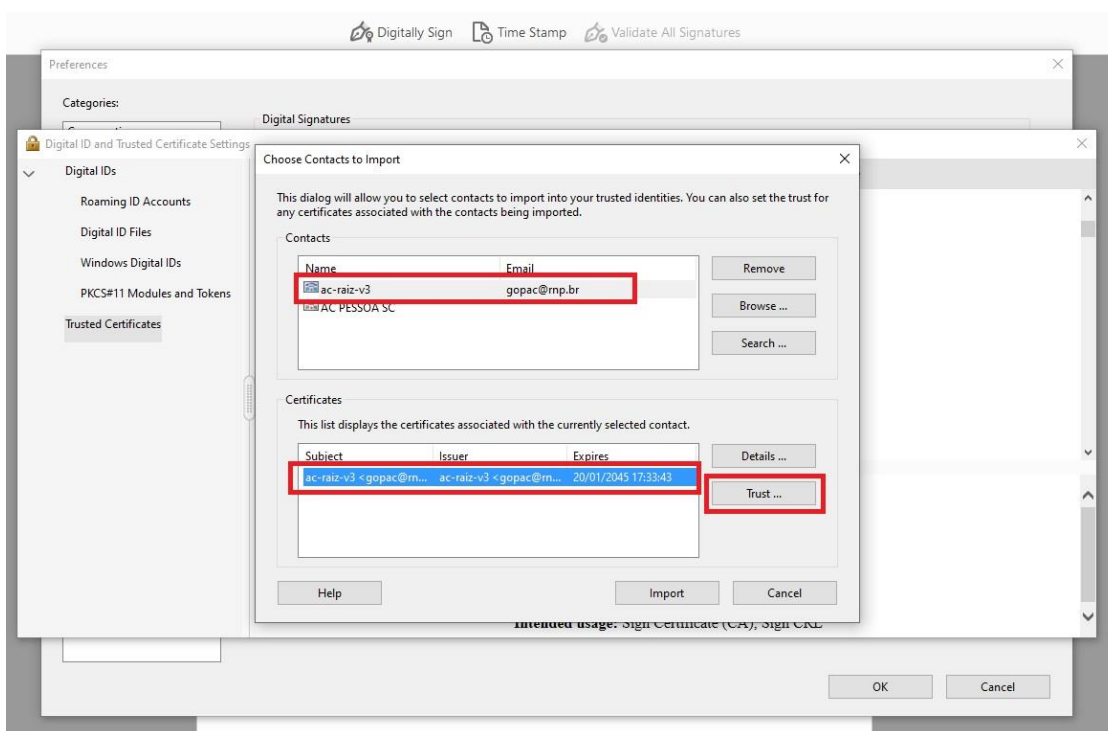 Digitally Sign Time Stamp Validate All Signatures
Preferences
Categories:
Digital Signatures
Digital ID and Trusted Certificate Settings
Choose Contacts to Import
Digital IDs
This dialog will allow you to select contacts to import into your trusted identities. You can also set the trust for
any certificates associated with the contacts being imported.
Roaming ID Accounts
Digital ID Files
Windows Digital IDs
PKCS#11 Modules and Tokens
Trusted Certificates
Contacts
Name Email
ac-raiz-v3 gopac@rnp.br
AC PESSOA SC
Remove
Browse ...
Search ...
Certificates
This list displays the certificates associated with the currently selected contact.
Subject Issuer Expires
ac-raiz-v3 <gopac@rn... ac-raiz-v3 <gopac@rn... 20/01/2045 17:33:43
Details ...
Trust ...
Help Import Cancel
Intended usage: Sign Certificate (CA), Sign CRL
OK Cancel